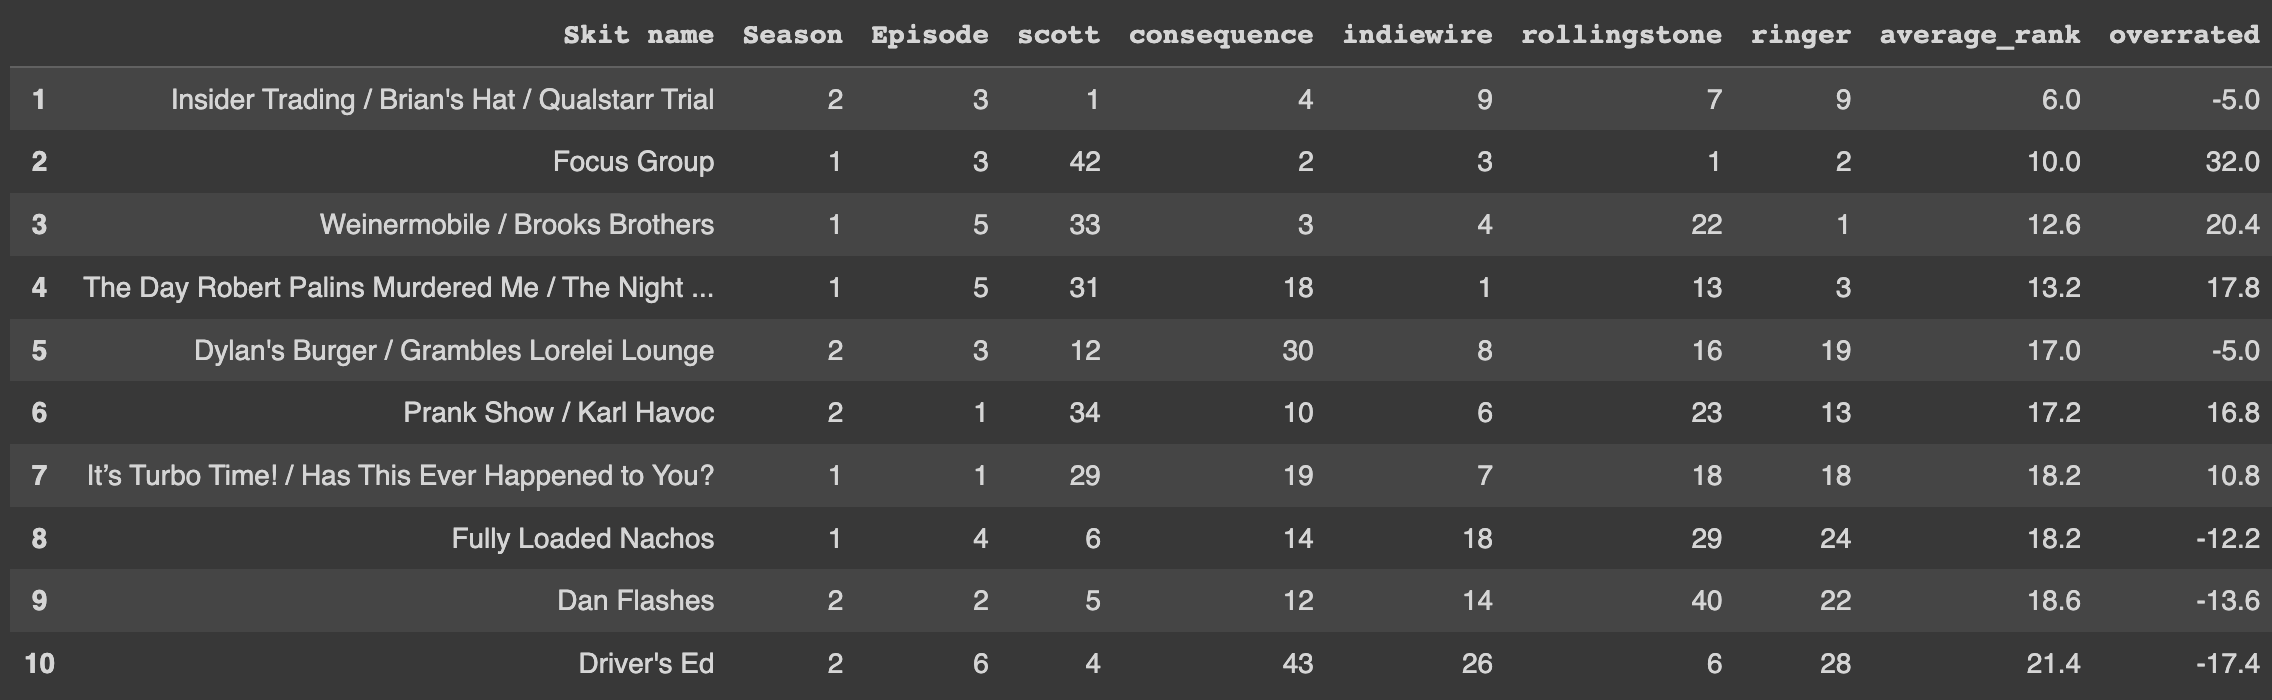 Skit name Season Episode scott consequence indiewire rollingstone ringer average_rank overrated
1 Insider Trading / Brian's Hat / Qualstarr Trial 2 3 1 4 9 7 9 6.0 -5.0
2 Focus Group 1 3 42 2 3 1 2 10.0 32.0
3 Weinermobile / Brooks Brothers 1 5 33 3 4 22 1 12.6 20.4
4 The Day Robert Palins Murdered Me / The Night ... 1 5 31 18 1 13 3 13.2 17.8
5 Dylan's Burger / Grambles Lorelei Lounge 2 3 12 30 8 16 19 17.0 -5.0
6 Prank Show / Karl Havoc 2 1 34 10 6 23 13 17.2 16.8
7 It’s Turbo Time! / Has This Ever Happened to You? 1 1 29 19 7 18 18 18.2 10.8
8 Fully Loaded Nachos 1 4 6 14 18 29 24 18.2 -12.2
9 Dan Flashes 2 2 5 12 14 40 22 18.6 -13.6
10 Driver's Ed 2 6 4 43 26 6 28 21.4 -17.4